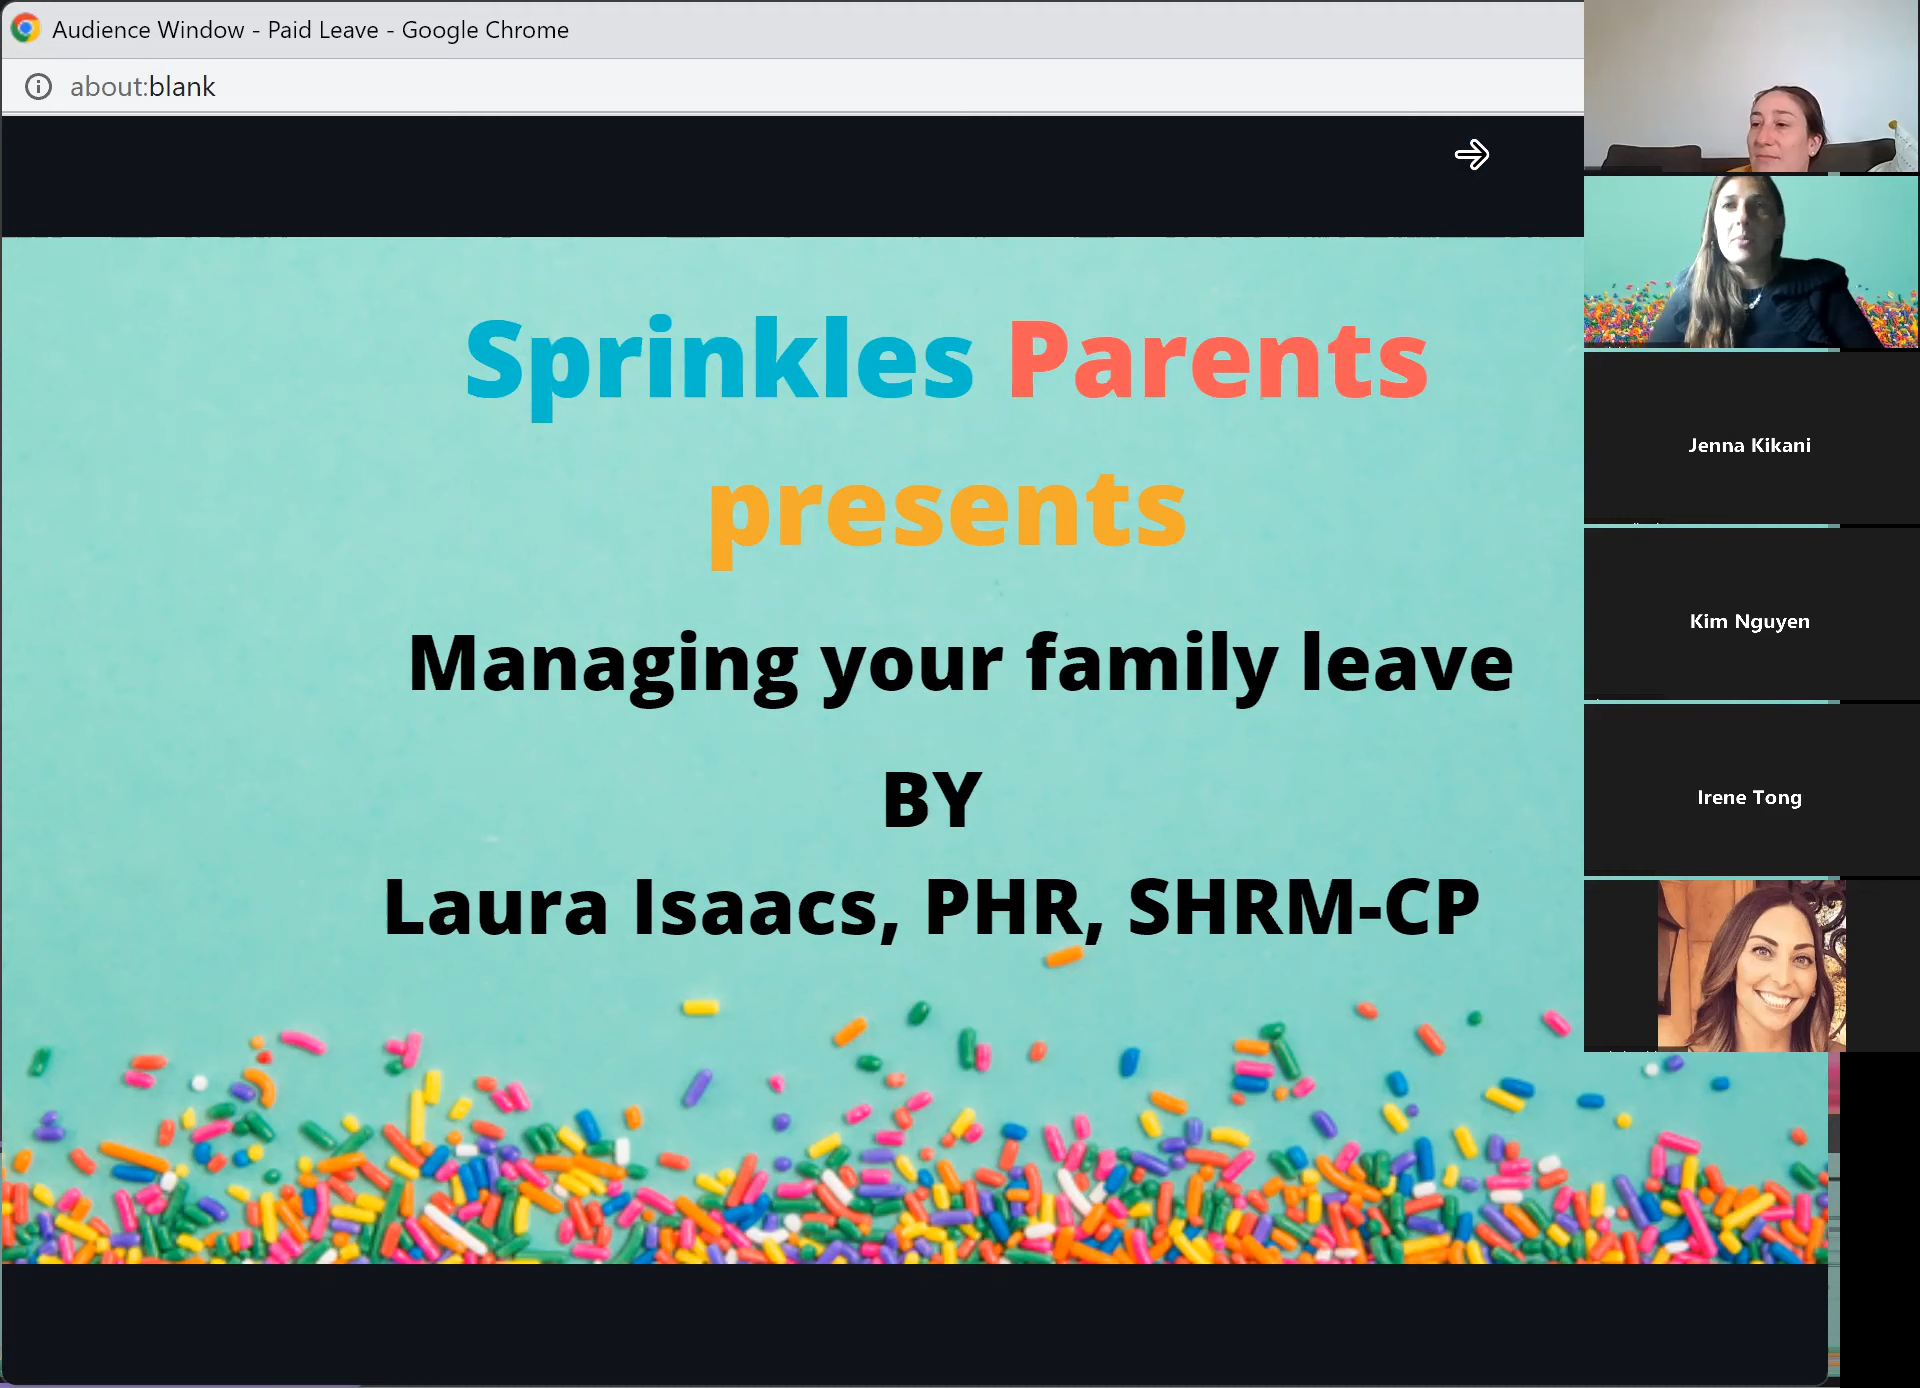 Audience Window - Paid Leave - Google Chrome
about:blank
Sprinkles Parents
presents
Managing your family leave
BY
Laura Isaacs, PHR, SHRM-CP
Jenna Kikani
Kim Nguyen
Irene Tong